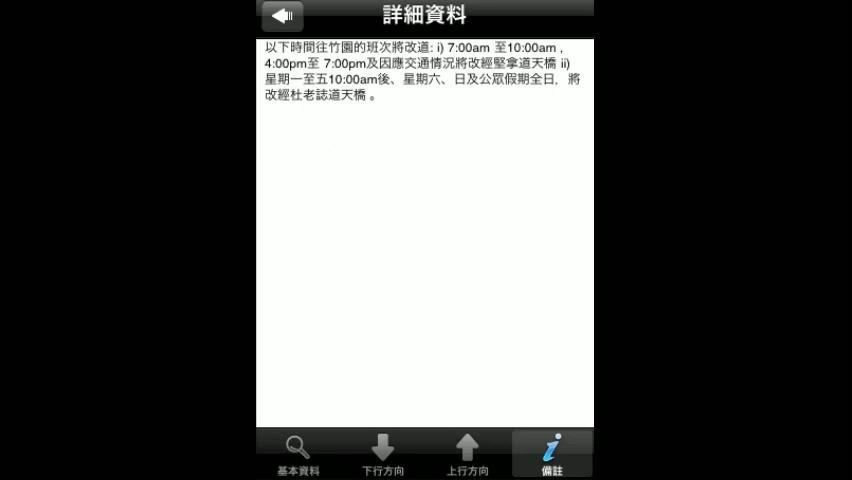 詳細資料
以下時間往竹園的班次將改道: i) 7:00am 至10:00am ,
4:00pm至 7:00pm及因應交通情況將改經堅拿道天橋 ii)
星期一至五10:00am後、星期六、日及公眾假期全日，將
改經杜老誌道天橋 。
基本資料 下行方向 上行方向 備註